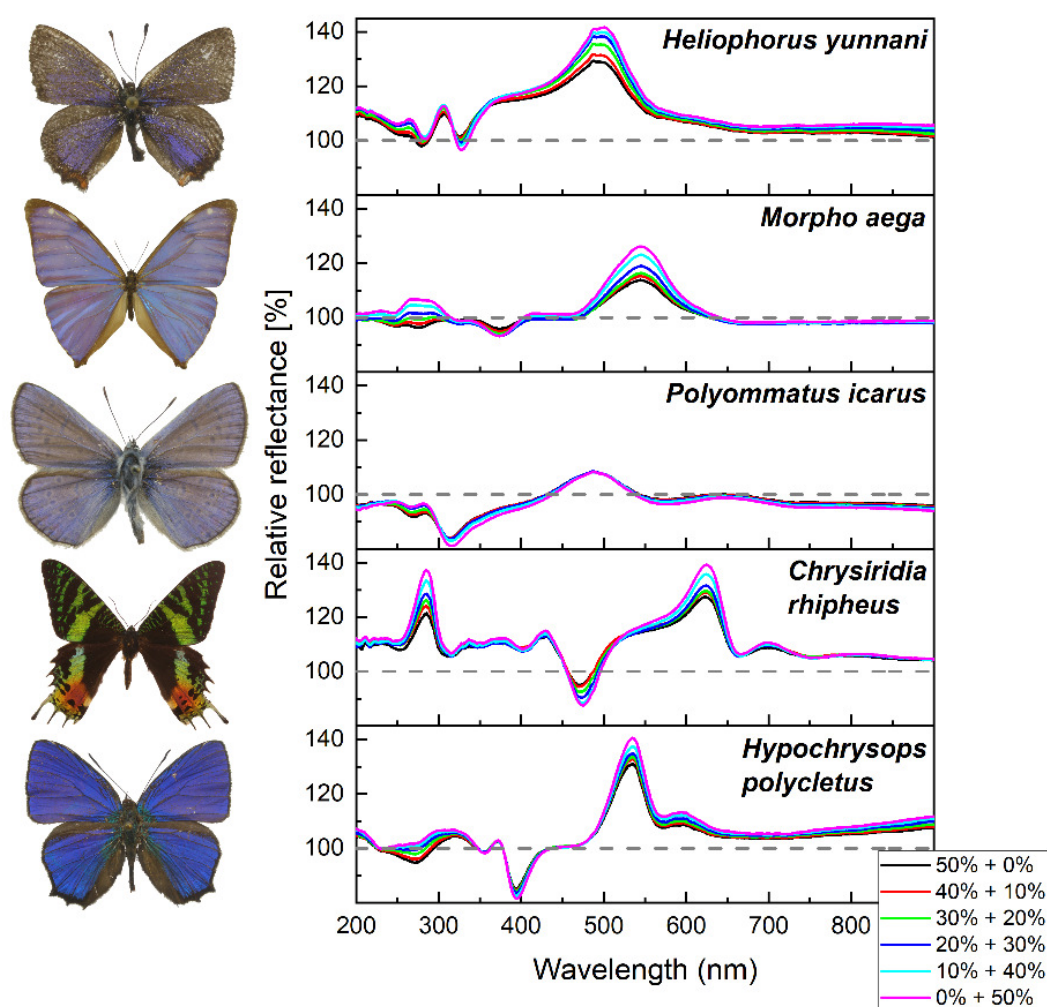 Relative reflectance [%]
140
120
100
Heliophorus yunnani
140
120
100
Morpho aega
140
120
100
Polyommatus icarus
140
120
100
Chrysiridia
rhipheus
140
120
100
Hypochrysops
polycletus
200 300 400 500 600 700 800
Wavelength (nm)
50% + 0%
40% + 10%
30% + 20%
20% + 30%
10% + 40%
0% + 50%